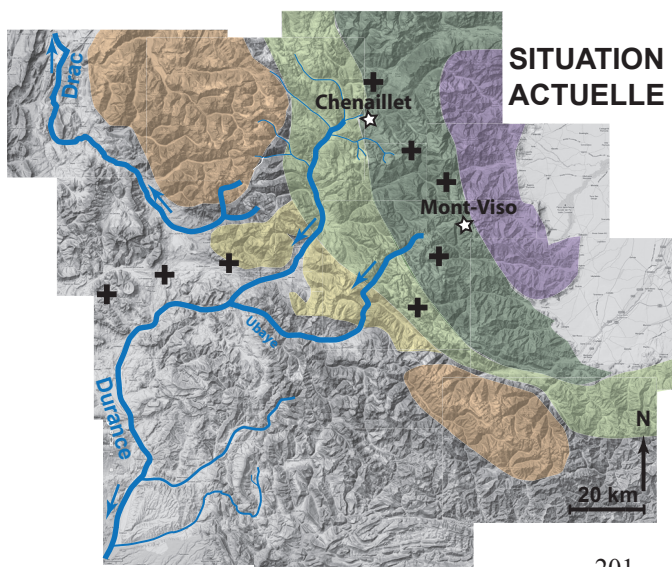 SITUATION
ACTUELLE
Drac
Chenaillet
Mont-Viso
Ubaye
Durance
N
20 km
201